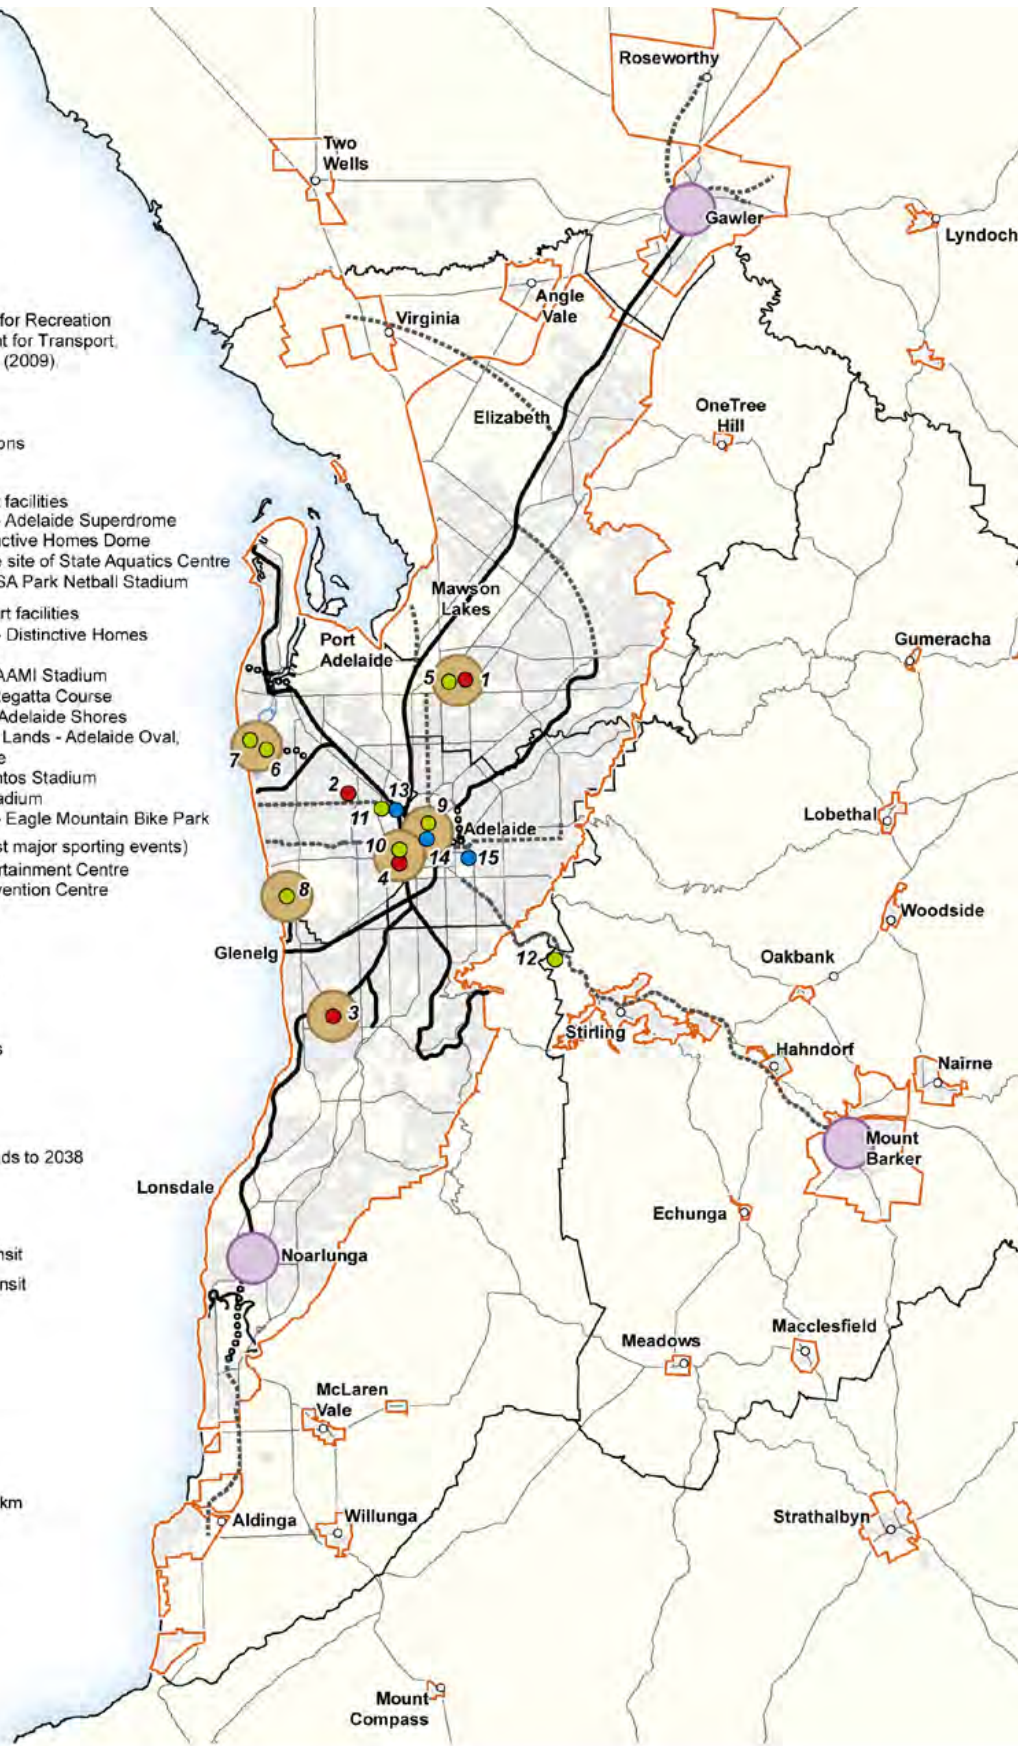 Roseworthy
Two
Wells
Gawler
Lyndoch
Angle
Vale
Virginia
for Recreation
nt for Transport,
(2009).
Elizabeth
OneTree
Hill
ons
facilities
Adelaide Superdrome
ctive Homes Dome
site of State Aquatics Centre
SA Park Netball Stadium
rt facilities
Distinctive Homes
AAMI Stadium
Regatta Course
Adelaide Shores
Lands - Adelaide Oval,
e
ntos Stadium
adium
Eagle Mountain Bike Park
st major sporting events)
rtainment Centre
vention Centre
Mawson
Lakes
Port
Adelaide
Gumeracha
5
1
7
6
2
13
11
9
Adelaide
10
14
15
4
8
Lobethal
Woodside
Glenelg
12
Oakbank
3
Stirling
Hahndorf
Nairne
s
ds to 2038
Mount
Barker
Lonsdale
Echunga
nsit
nsit
Noarlunga
Meadows
Macclesfield
McLaren
Vale
km
Aldinga
Willunga
Strathalbyn
Mount
Compass